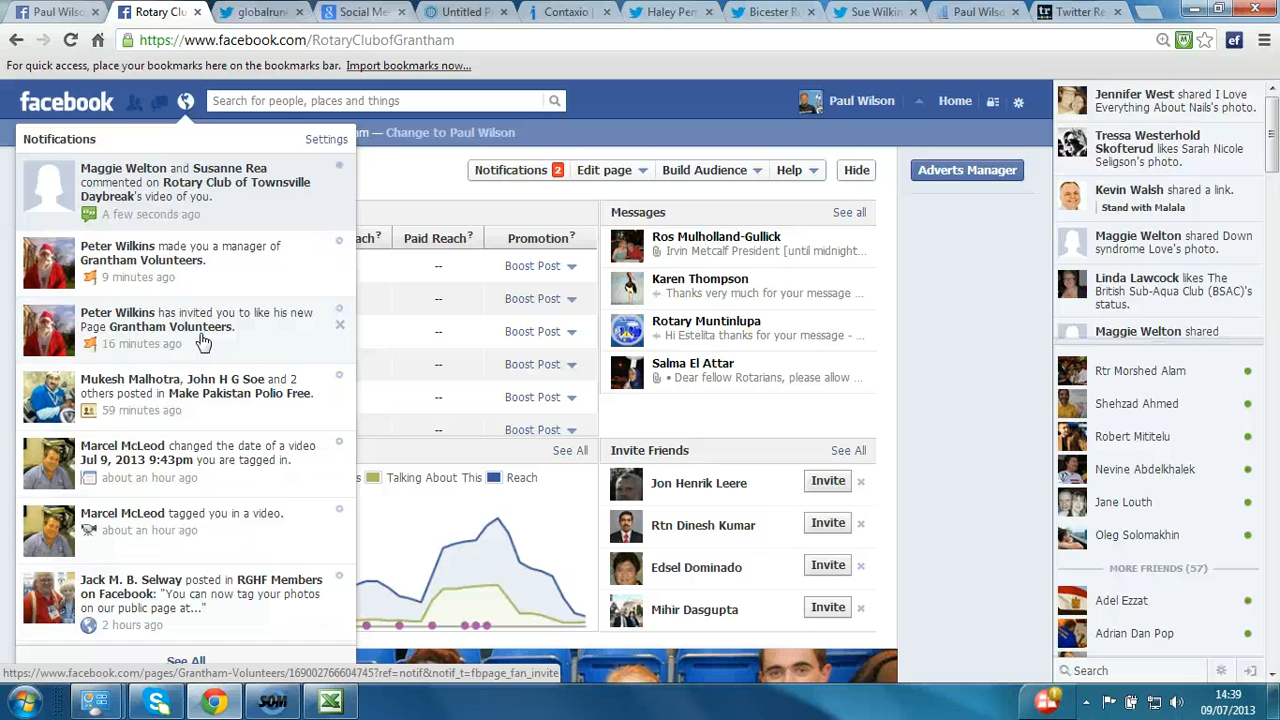 Paul Wilson
Rotary Clu
globalrund
Social Me
Untitled P
Contaxio
Haley Per
Bicester R
Sue Wilkin
Paul Wilso
Twitter Re
https://www.facebook.com/RotaryClubofGrantham
For quick access, place your bookmarks here on the bookmarks bar. Import bookmarks now...
facebook
Search for people, places and things
Paul Wilson
Home
am — Change to Paul Wilson
Notifications
Settings
Maggie Welton and Susanne Rea
commented on Rotary Club of Townsville
Daybreak's video of you.
A few seconds ago
Peter Wilkins made you a manager of
Grantham Volunteers.
9 minutes ago
Peter Wilkins has invited you to like his new
Page Grantham Volunteers.
16 minutes ago
Mukesh Malhotra, John H G Soe and 2
others posted in Make Pakistan Polio Free.
59 minutes ago
Marcel McLeod changed the date of a video
Jul 9, 2013 9:43pm you are tagged in.
about an hour ago
Marcel McLeod tagged you in a video.
about an hour ago
Jack M. B. Selway posted in RGHF Members
on Facebook: "You can now tag your photos
on our public page at..."
2 hours ago
See All
https://www.facebook.com/pages/Grantham-Volunteers/169002766604745?ref=notif&notif_t=fbpage_fan_invite
Notifications 2
Edit page
Build Audience
Help
Hide
ach?
Paid Reach?
Promotion?
-- Boost Post
-- Boost Post
-- Boost Post
-- Boost Post
-- Boost Post
Boost Post
See All
Talking About This
Reach
Messages
See all
Ros Mulholland-Gullick
Irvin Metcalf President [until midnight...
Karen Thompson
Thanks very much for your message ...
Rotary Muntinlupa
Hi Estelita thanks for your message ...
Salma El Attar
• Dear fellow Rotarians, please allow ...
Invite Friends
See All
Jon Henrik Leere
Invite
Rtn Dinesh Kumar
Invite
Edsel Dominado
Invite
Mihir Dasgupta
Invite
Adverts Manager
Jennifer West shared I Love
Everything About Nails's photo.
Tressa Westerhold
Skofterud likes Sarah Nicole
Seligson's photo.
Kevin Walsh shared a link.
Stand with Malala
Maggie Welton shared Down
syndrome Love's photo.
Linda Lawcock likes The
British Sub-Aqua Club (BSAC)'s
status.
Maggie Welton shared
Rtr Morshed Alam
Shehzad Ahmed
Robert Mititelu
Nevine Abdelkhalek
Jane Louth
Oleg Solomakhin
MORE FRIENDS (57)
Adel Ezzat
Adrian Dan Pop
Search
14:39
09/07/2013